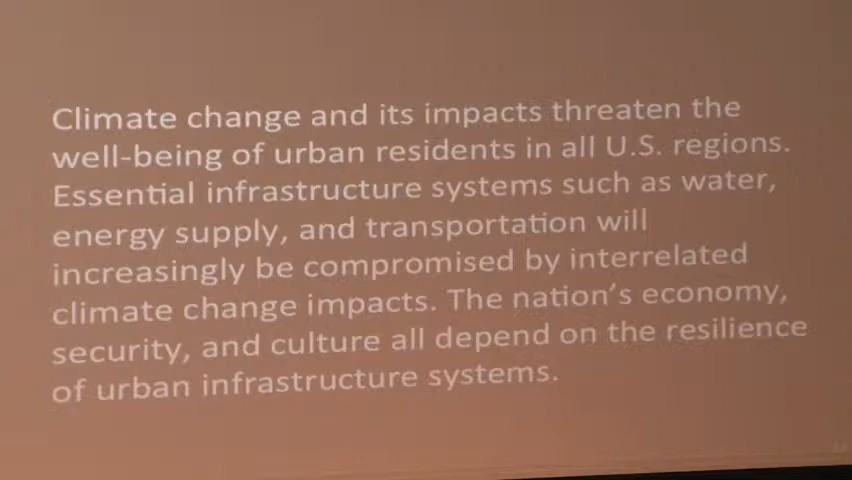 Climate change and its impacts threaten the
well-being of urban residents in all U.S. regions.
Essential infrastructure systems such as water,
energy supply, and transportation will
increasingly be compromised by interrelated
climate change impacts. The nation's economy,
security, and culture all depend on the resilience
of urban infrastructure systems.